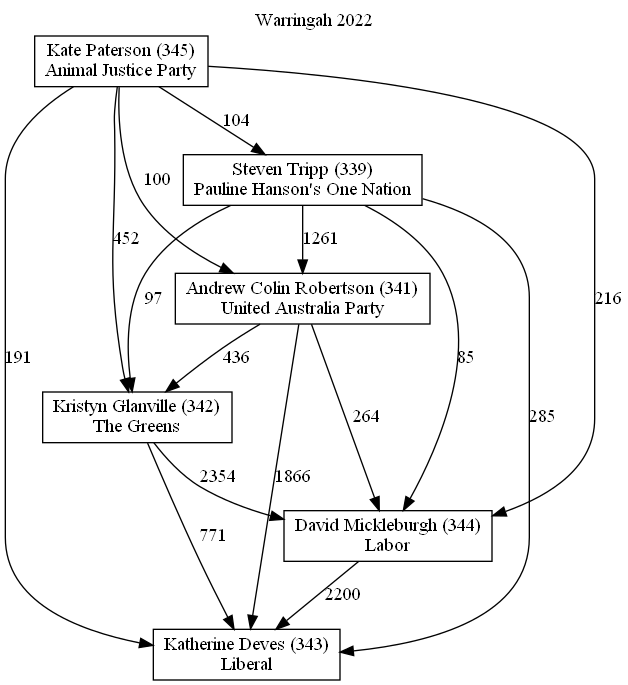 Warringah 2022
Kate Paterson (345)
Animal Justice Party
104
Steven Tripp (339)
Pauline Hanson's One Nation
100
452
97
1261
85
216
Andrew Colin Robertson (341)
United Australia Party
191
436
264
285
Kristyn Glanville (342)
The Greens
2354
1866
771
David Mickleburgh (344)
Labor
2200
Katherine Deves (343)
Liberal